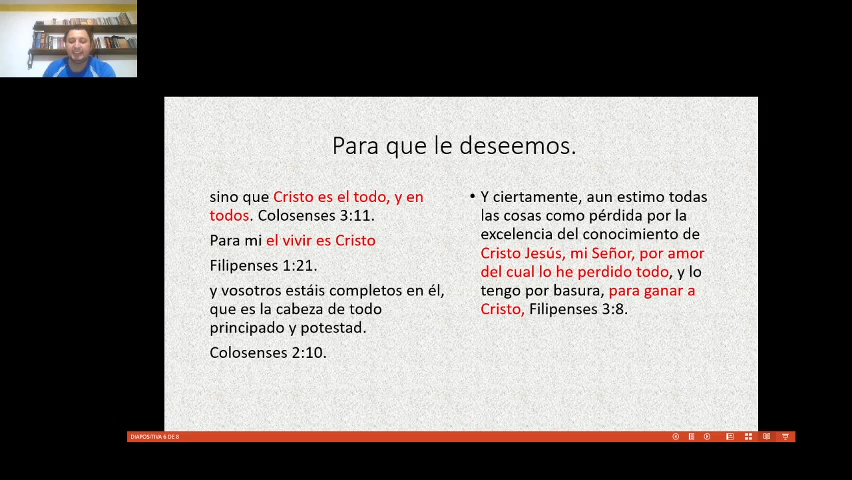 Para que le deseemos.
sino que Cristo es el todo, y en
todos. Colosenses 3:11.
Para mi el vivir es Cristo
Filipenses 1:21.
y vosotros estáis completos en él,
que es la cabeza de todo
principado y potestad.
Colosenses 2:10.
• Y ciertamente, aun estimo todas
las cosas como pérdida por la
excelencia del conocimiento de
Cristo Jesús, mi Señor, por amor
del cual lo he perdido todo, y lo
tengo por basura, para ganar a
Cristo, Filipenses 3:8.
DIAPOSITIVA 6 DE 8